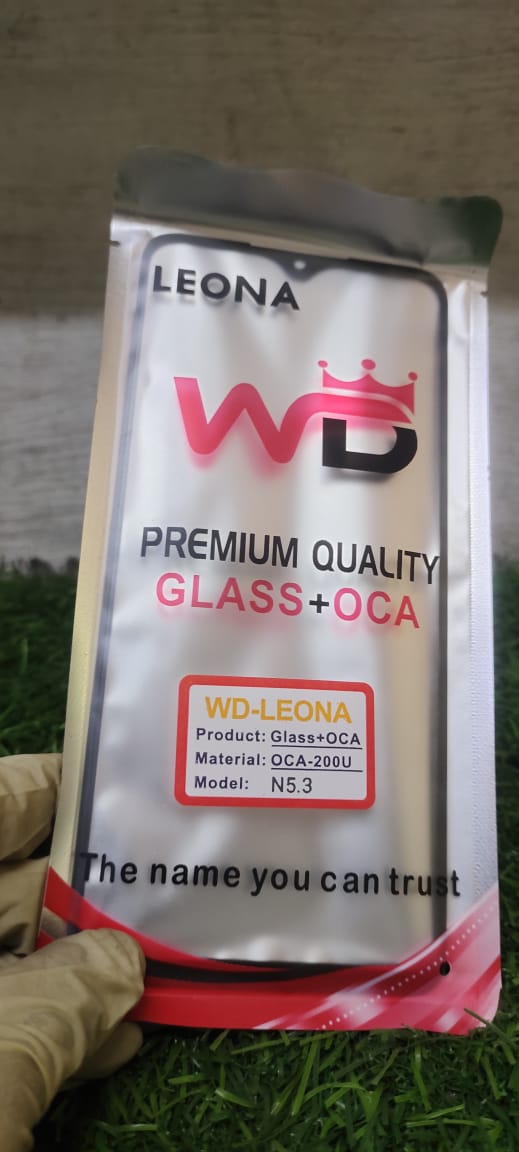 LEONA
WD
PREMIUM QUALITY
GLASS+OCA
WD-LEONA
Product: Glass+OCA
Material: OCA-200U
Model: N5.3
The name you can trust